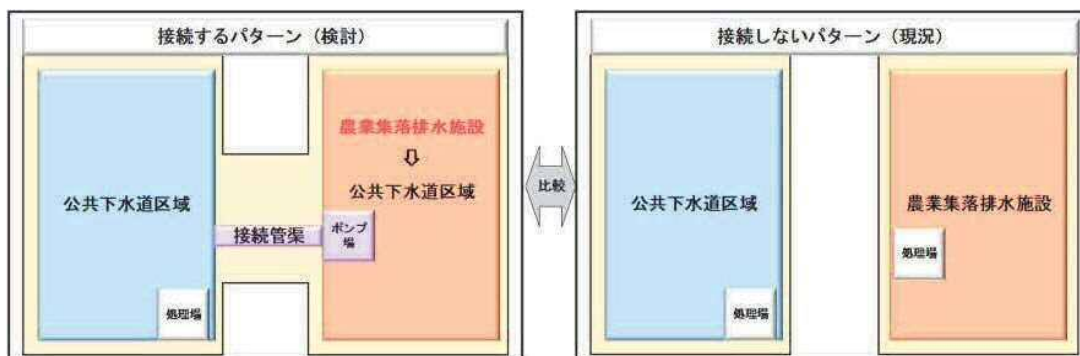 接続するパターン（検討）
農業集落排水施設
⇩
公共下水道区域
公共下水道区域
接続管渠
ポンプ
場
処理場
比較
接続しないパターン（現況）
公共下水道区域
農業集落排水施設
処理場
処理場